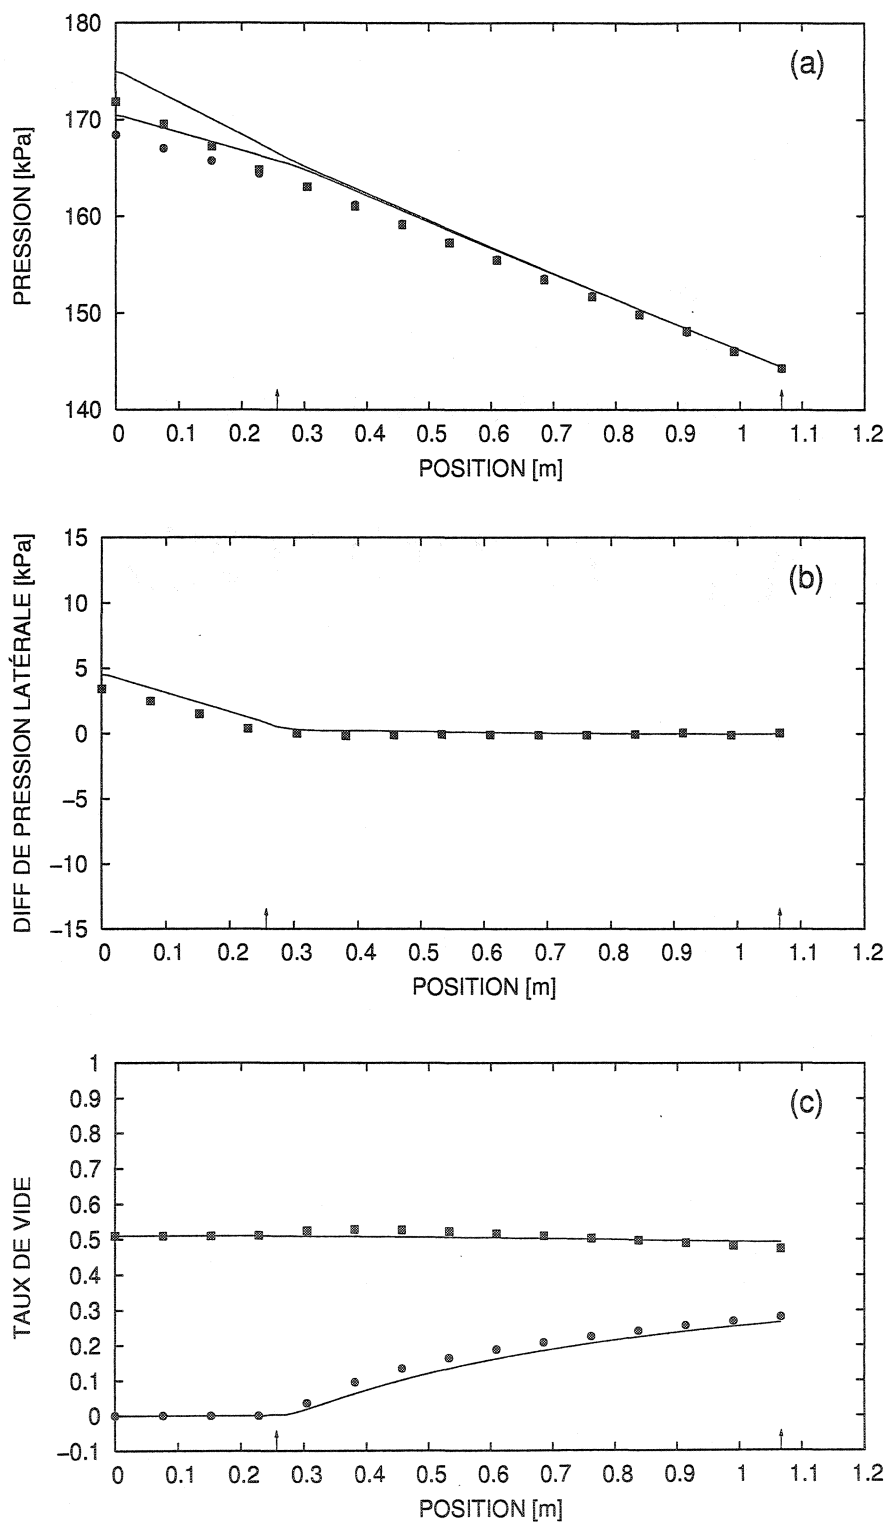 (a)
PRESSION [kPa]
180
170
160
150
140
0 0.1 0.2 0.3 0.4 0.5 0.6 0.7 0.8 0.9 1 1.1 1.2
POSITION [m]
(b)
DIFF DE PRESSION LATÉRALE [kPa]
15
10
5
0
−5
−10
−15
0 0.1 0.2 0.3 0.4 0.5 0.6 0.7 0.8 0.9 1 1.1 1.2
POSITION [m]
(c)
TAUX DE VIDE
1
0.9
0.8
0.7
0.6
0.5
0.4
0.3
0.2
0.1
0
−0.1
0 0.1 0.2 0.3 0.4 0.5 0.6 0.7 0.8 0.9 1 1.1 1.2
POSITION [m]